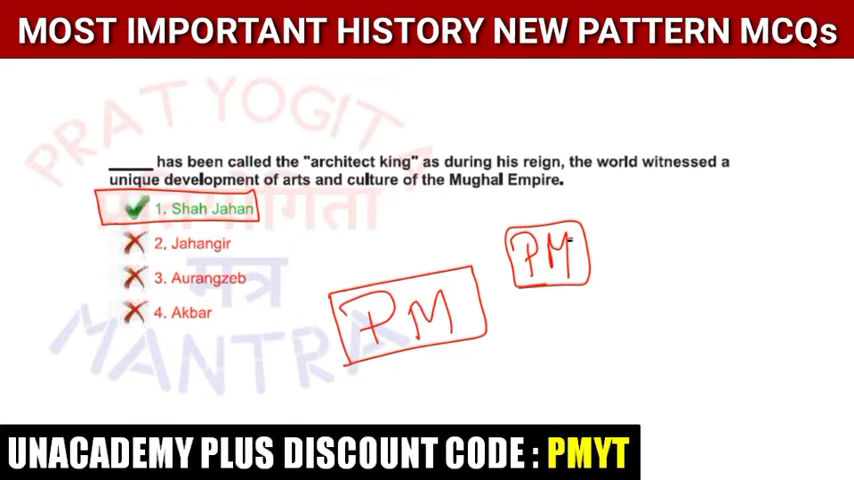 MOST IMPORTANT HISTORY NEW PATTERN MCQs
PRATYOGITA
_____ has been called the "architect king" as during his reign, the world witnessed a
unique development of arts and culture of the Mughal Empire.
1. Shah Jahan
2. Jahangir
3. Aurangzeb
4. Akbar
मंत्र
MANTRA
PM
PM
UNACADEMY PLUS DISCOUNT CODE : PMYT